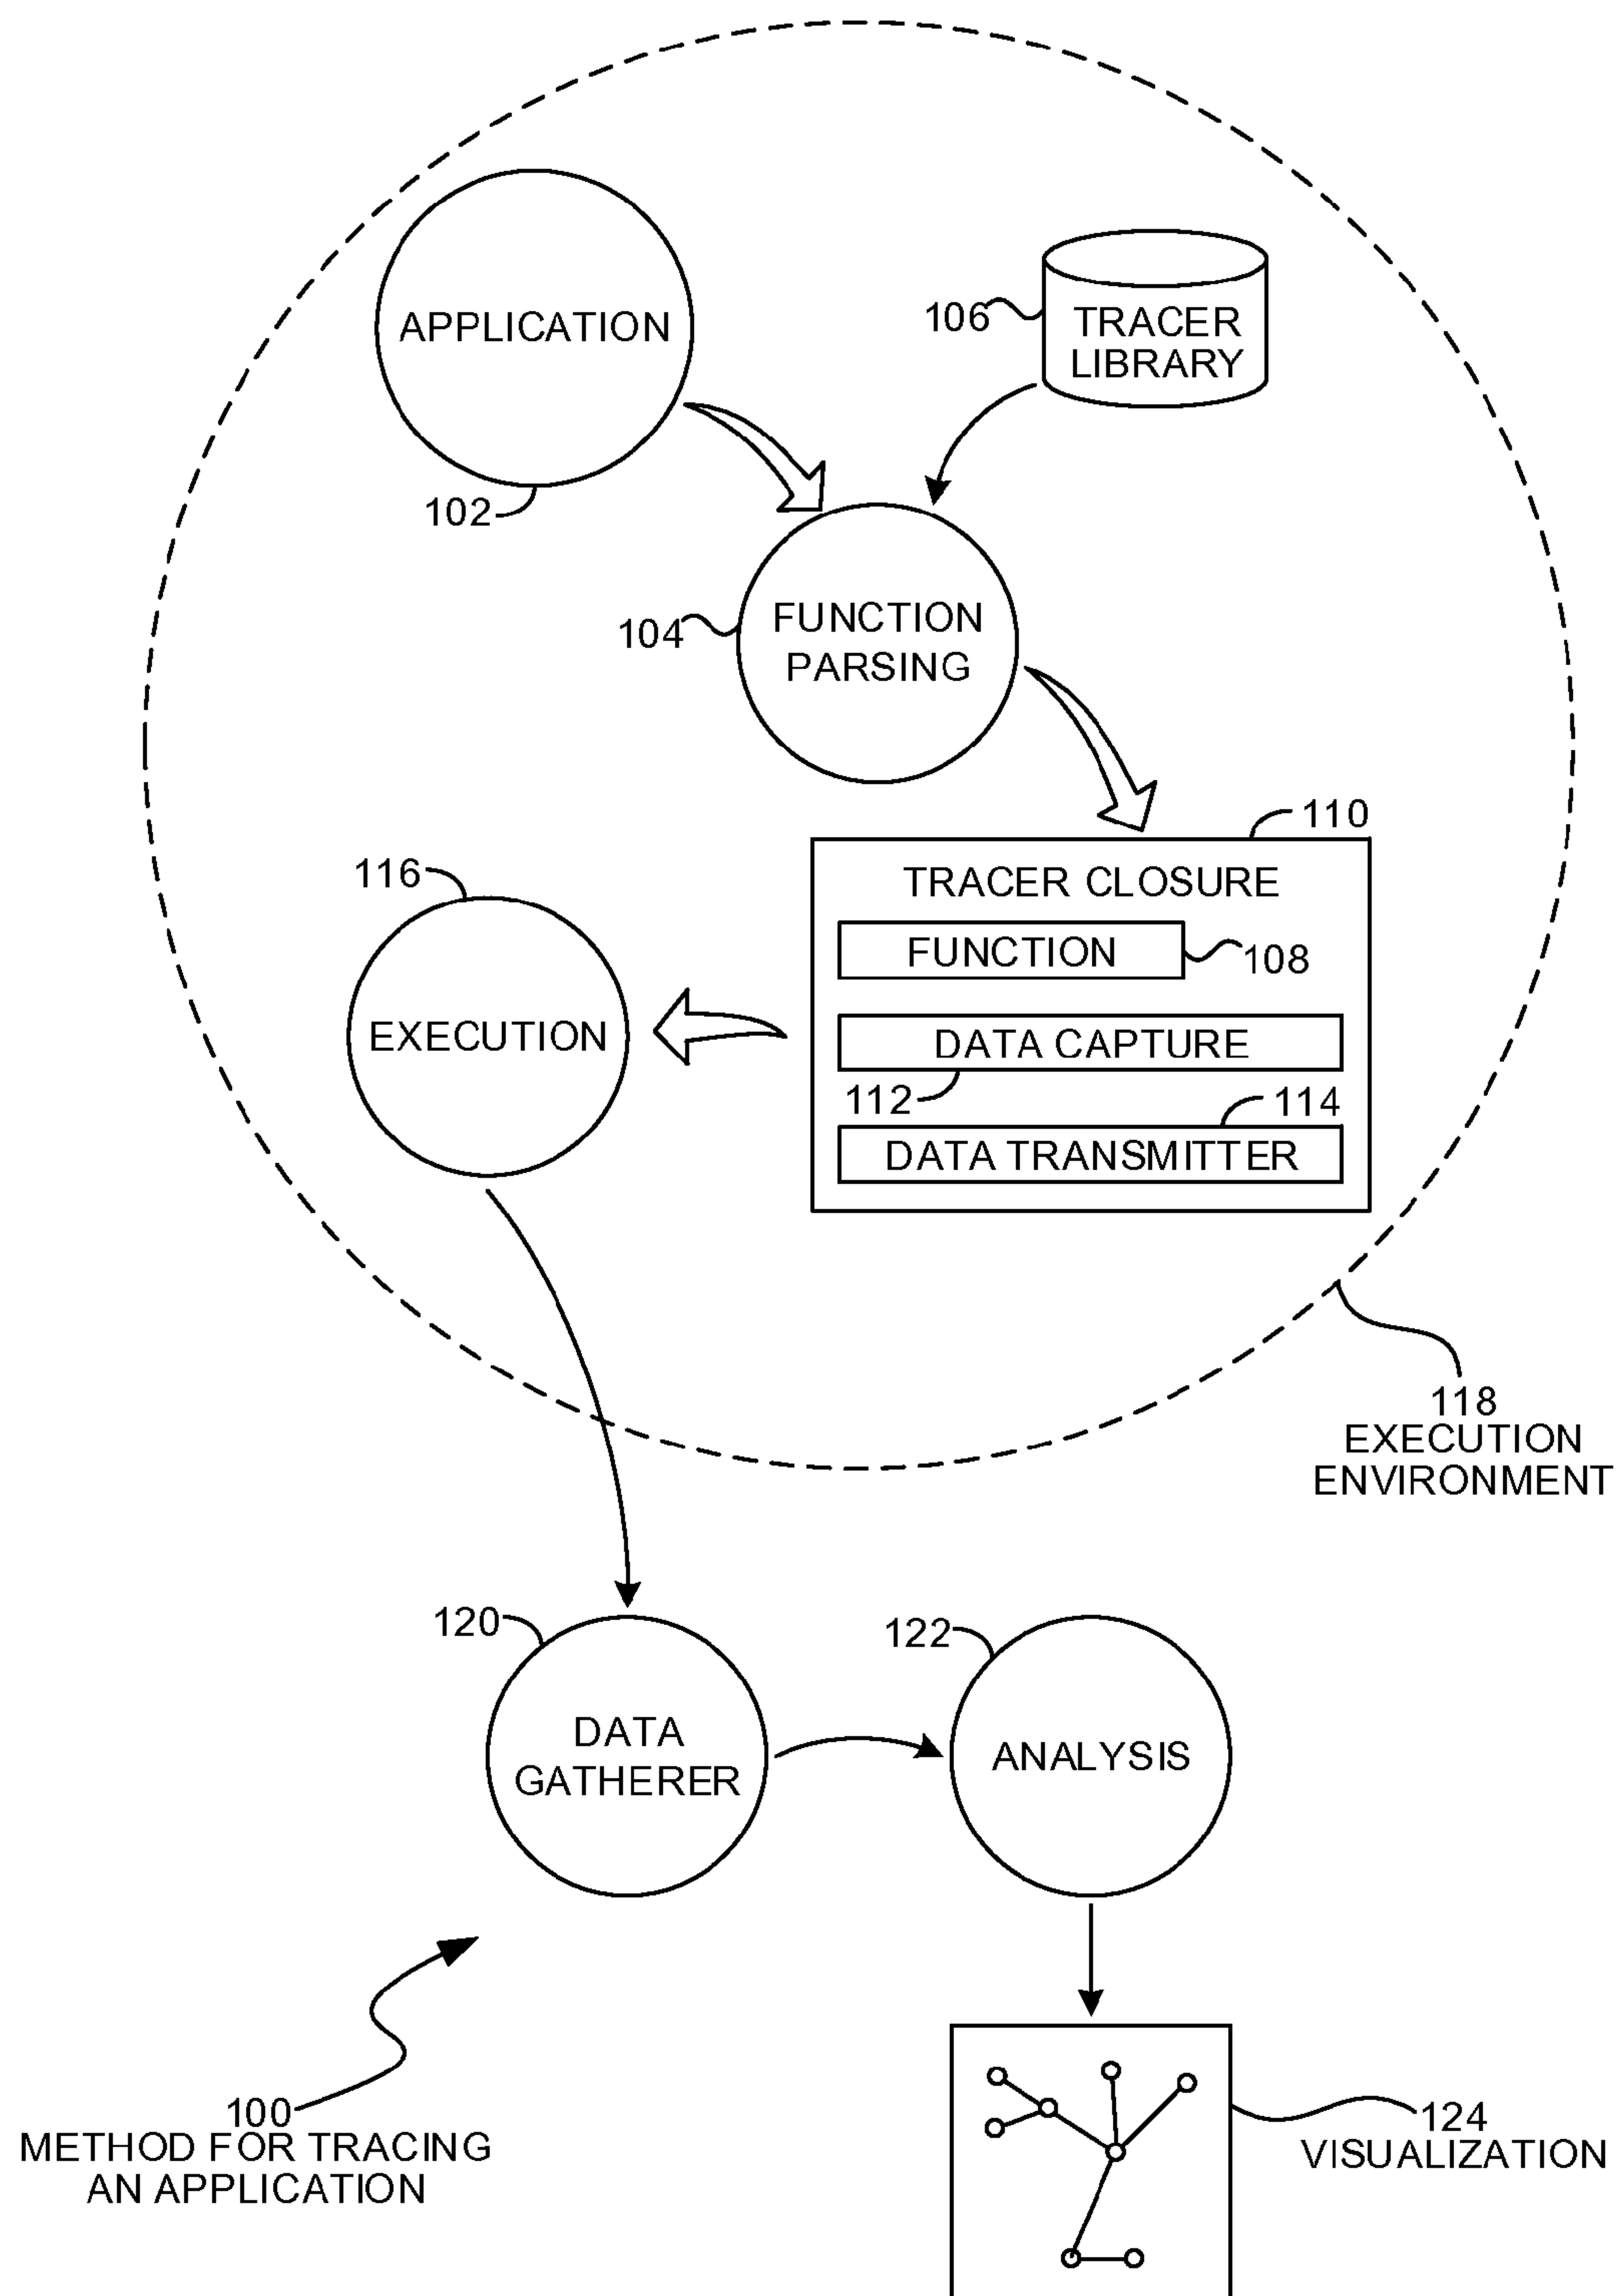 APPLICATION
102
106
TRACER
LIBRARY
104
FUNCTION
PARSING
110
TRACER CLOSURE
FUNCTION
108
DATA CAPTURE
112
114
DATA TRANSMITTER
116
EXECUTION
118
EXECUTION
ENVIRONMENT
120
DATA
GATHERER
122
ANALYSIS
100
METHOD FOR TRACING
AN APPLICATION
124
VISUALIZATION